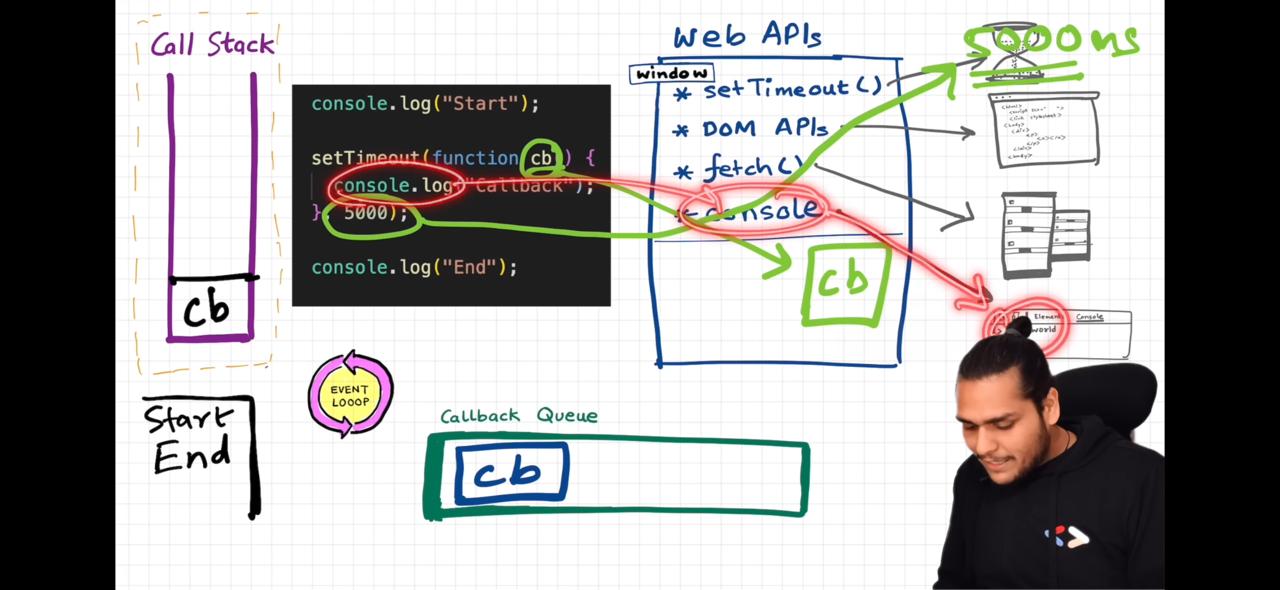 Call Stack
cb
Start
End
console.log("Start");
setTimeout(function cb() {
console.log("Callback");
}, 5000);
console.log("End");
EVENT
LOOOP
Web APIs
window
* setTimeout()
* DOM APIs
* fetch()
* console
cb
5000ms
Console
world
Callback Queue
cb